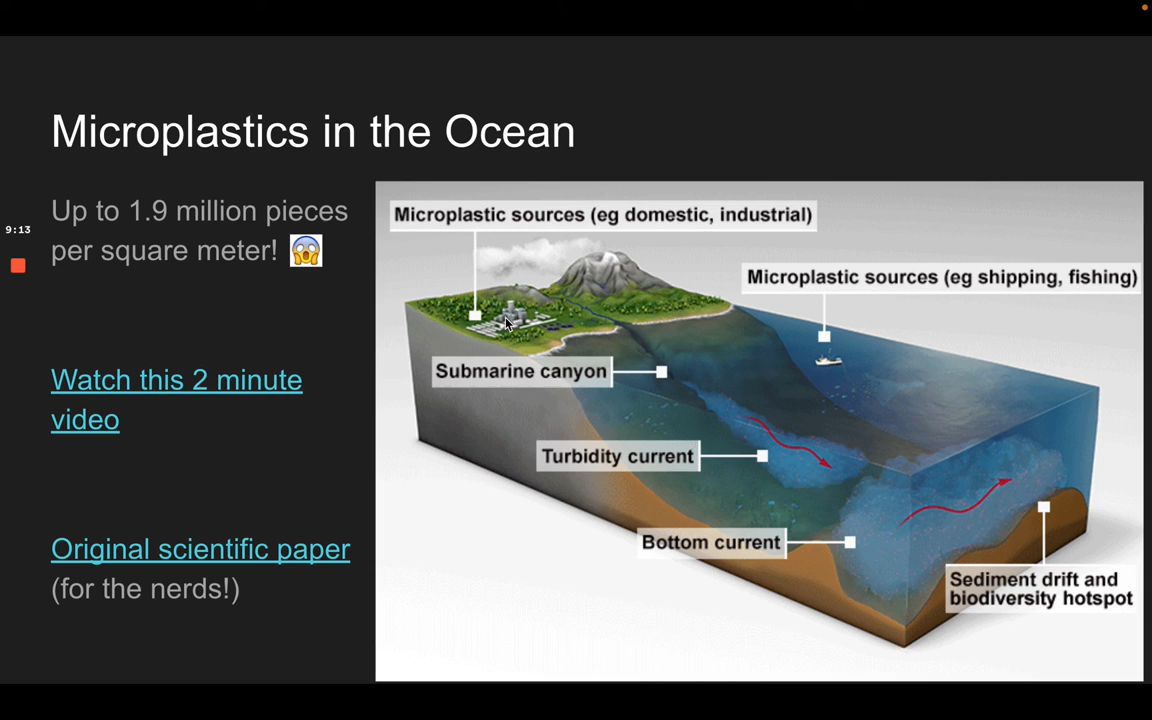 Microplastics in the Ocean
Up to 1.9 million pieces
per square meter! 😱
9:13
Watch this 2 minute
video
Original scientific paper
(for the nerds!)
Microplastic sources (eg domestic, industrial)
Microplastic sources (eg shipping, fishing)
Submarine canyon
Turbidity current
Bottom current
Sediment drift and
biodiversity hotspot